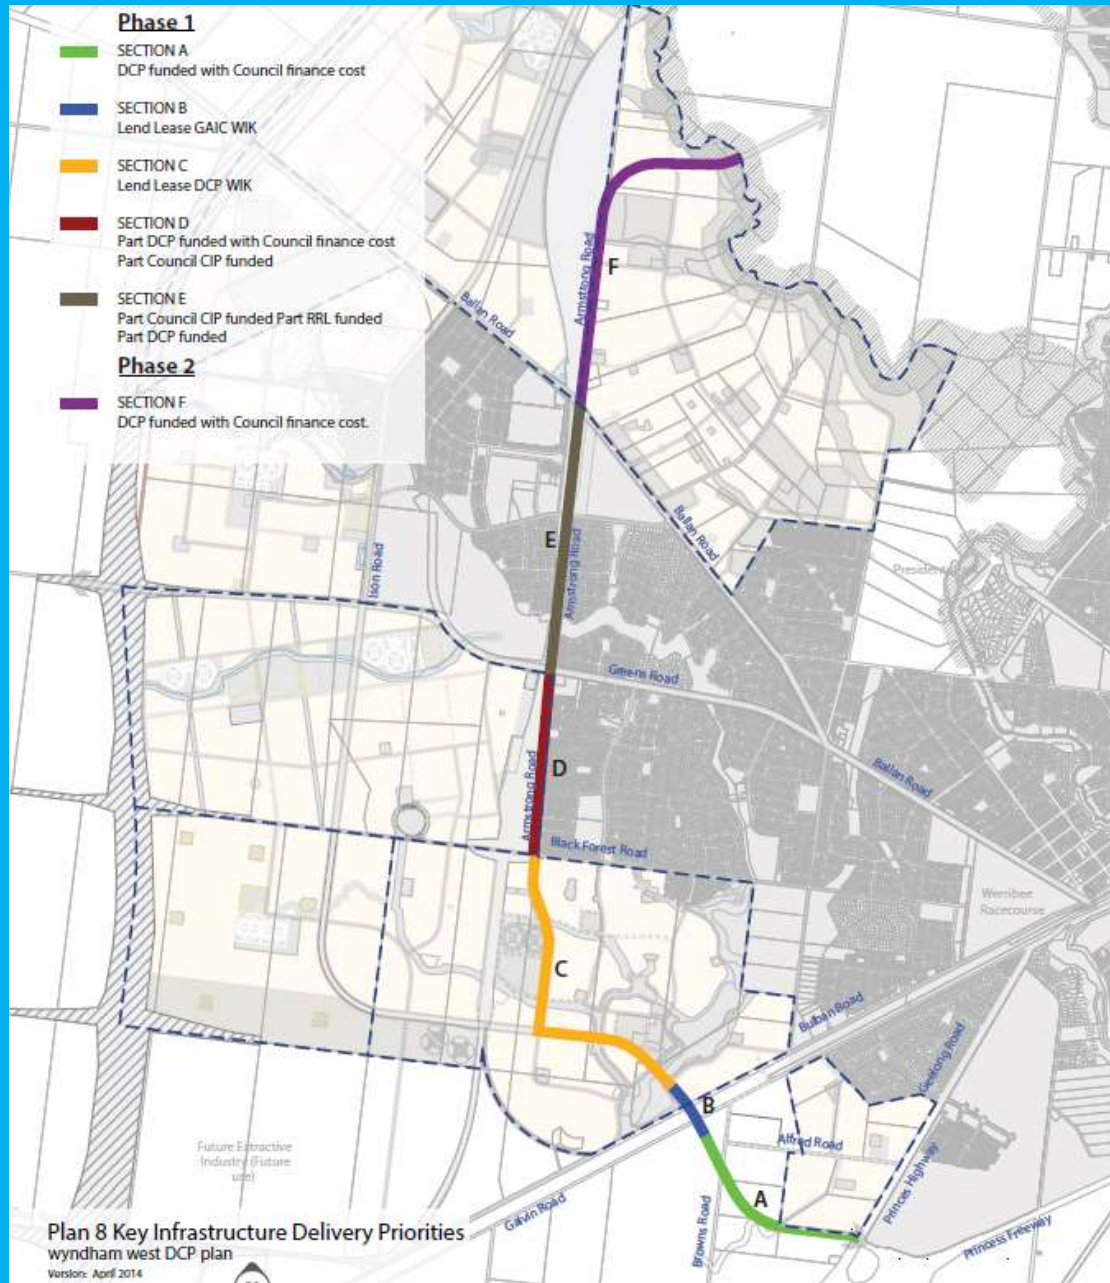 Phase 1
SECTION A
DCP funded with Council finance cost
SECTION B
Lend Lease GAIC WIK
SECTION C
Lend Lease DCP WIK
SECTION D
Part DCP funded with Council finance cost
Part Council CIP funded
SECTION E
Part Council CIP funded Part RRL funded
Part DCP funded
Phase 2
SECTION F
DCP funded with Council finance cost.
Armstrong Road
F
Ballan Road
E
Armstrong Road
Ballan Road
Ison Road
Greens Road
Armstrong Road
D
Ballan Road
Black Forest Road
Werribee
Racecourse
C
Bulban Road
Geelong Road
B
Alfred Road
Future Extractive
Industry (Future
use)
A
Princes Highway
Galvin Road
Browns Road
Princess Freeway
Plan 8 Key Infrastructure Delivery Priorities
wyndham west DCP plan
Version: April 2014